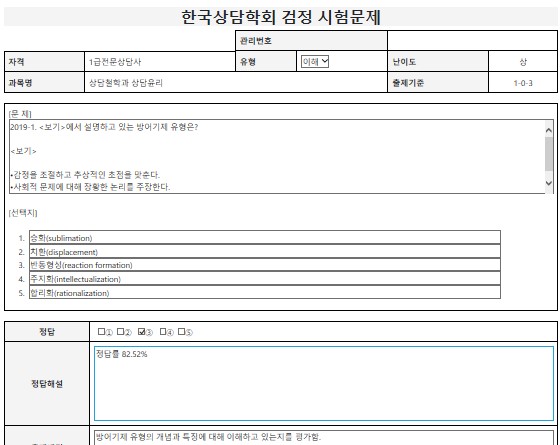 한국상담학회 검정 시험문제
관리번호
자격 1급전문상담사 유형 이해 난이도 상
과목명 상담철학과 상담윤리 출제기준 1-0-3
[문 제]
2019-1. <보기>에서 설명하고 있는 방어기제 유형은?
<보기>
•감정을 조절하고 추상적인 초점을 맞춘다.
•사회적 문제에 대해 장황한 논리를 주장한다.
[선택지]
1. 승화(sublimation)
2. 치환(displacement)
3. 반동형성(reaction formation)
4. 주지화(intellectualization)
5. 합리화(rationalization)
정답 ① ② ③ ④ ⑤
정답해설 정답률 82.52%
방어기제 유형의 개념과 특징에 대해 이해하고 있는지를 평가함.